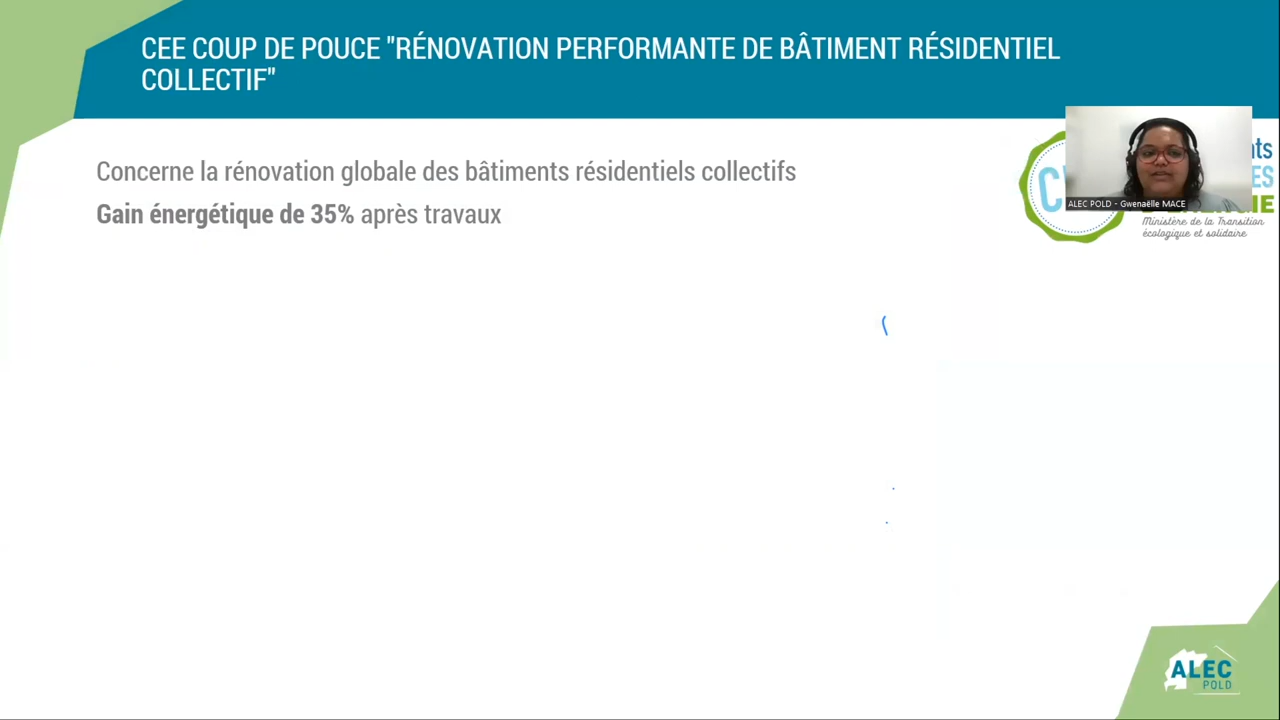 CEE COUP DE POUCE "RÉNOVATION PERFORMANTE DE BÂTIMENT RÉSIDENTIEL
COLLECTIF"
Concerne la rénovation globale des bâtiments résidentiels collectifs
Gain énergétique de 35% après travaux
ALEC POLD - Gwenaëlle MACE
Ministère de la Transition
écologique et solidaire
ALEC
POLD